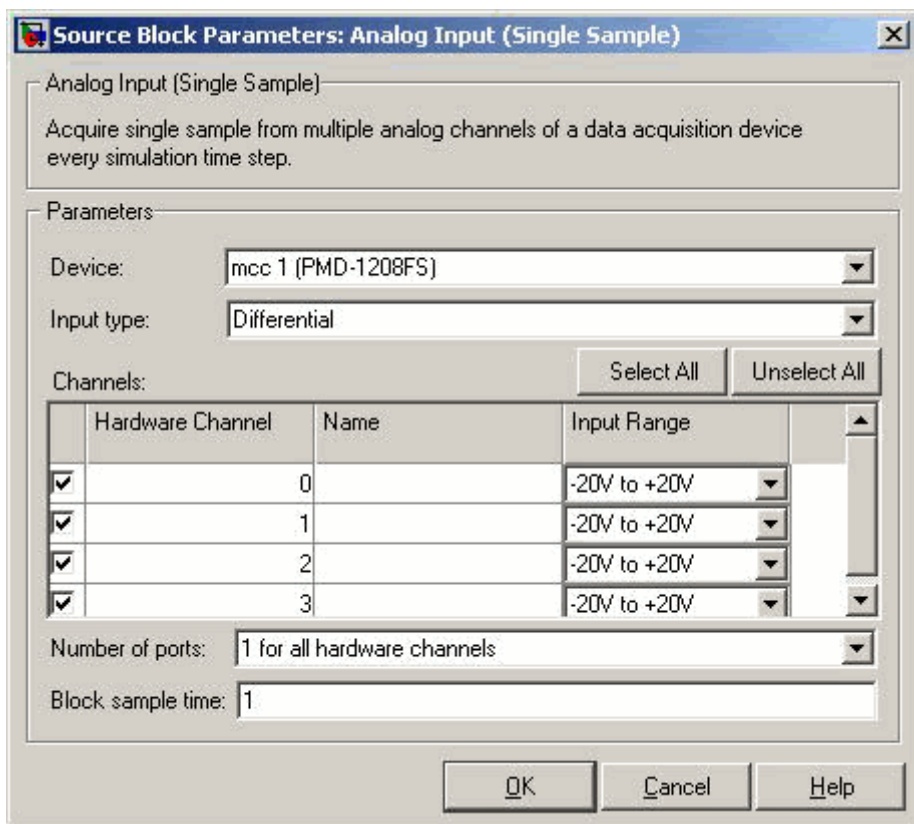 Source Block Parameters: Analog Input (Single Sample)
Analog Input (Single Sample)
Acquire single sample from multiple analog channels of a data acquisition device
every simulation time step.
Parameters
Device: mcc 1 (PMD-1208FS)
Input type: Differential
Channels: Select All Unselect All
Hardware Channel Name Input Range
0 -20V to +20V
1 -20V to +20V
2 -20V to +20V
3 -20V to +20V
Number of ports: 1 for all hardware channels
Block sample time: 1
OK Cancel Help